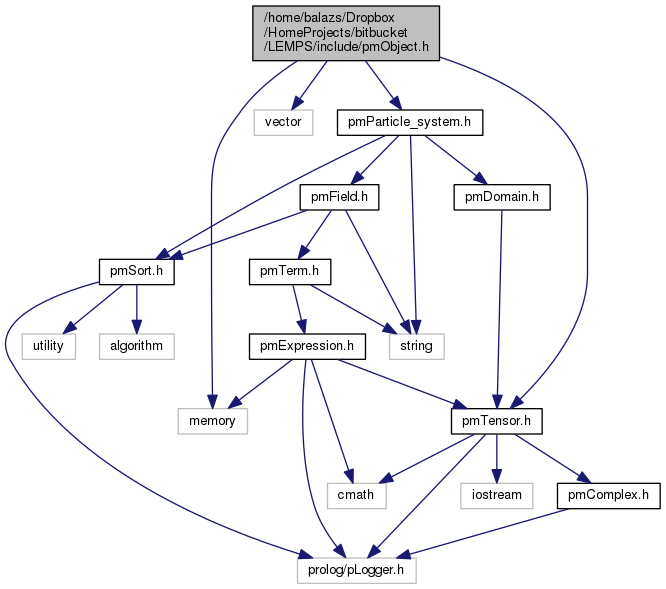 /home/balazs/Dropbox
/HomeProjects/bitbucket
/LEMPS/include/pmObject.h
vector
pmParticle_system.h
pmField.h
pmDomain.h
pmSort.h
pmTerm.h
utility
algorithm
pmExpression.h
string
memory
pmTensor.h
cmath
iostream
pmComplex.h
prolog/pLogger.h